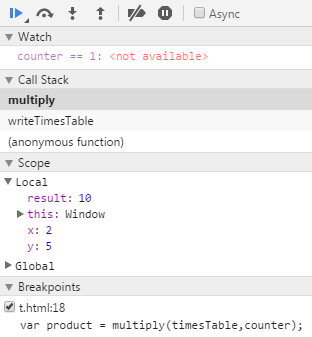 Async
Watch
counter == 1: <not available>
Call Stack
multiply
writeTimesTable
(anonymous function)
Scope
Local
result: 10
this: Window
x: 2
y: 5
Global
Breakpoints
t.html:18
var product = multiply(timesTable,counter);